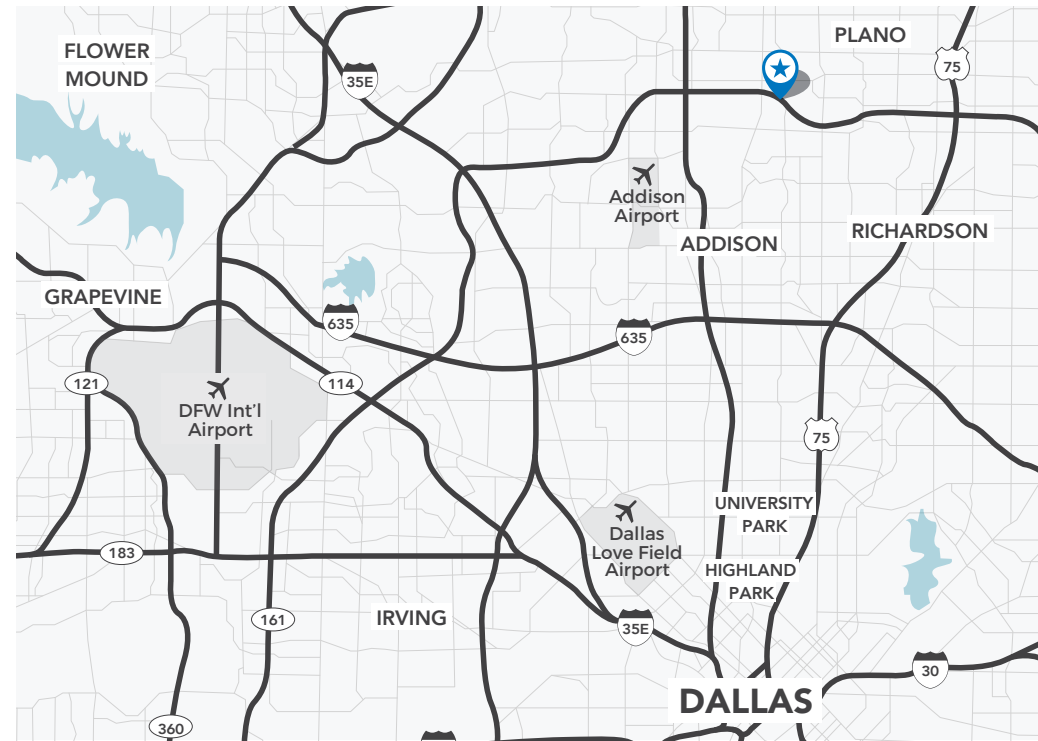 FLOWER
MOUND
PLANO
75
35E
Addison
Airport
RICHARDSON
ADDISON
GRAPEVINE
635
635
121
114
DFW Int'l
Airport
75
UNIVERSITY
PARK
Dallas
Love Field
Airport
183
HIGHLAND
PARK
161
IRVING
35E
30
DALLAS
360